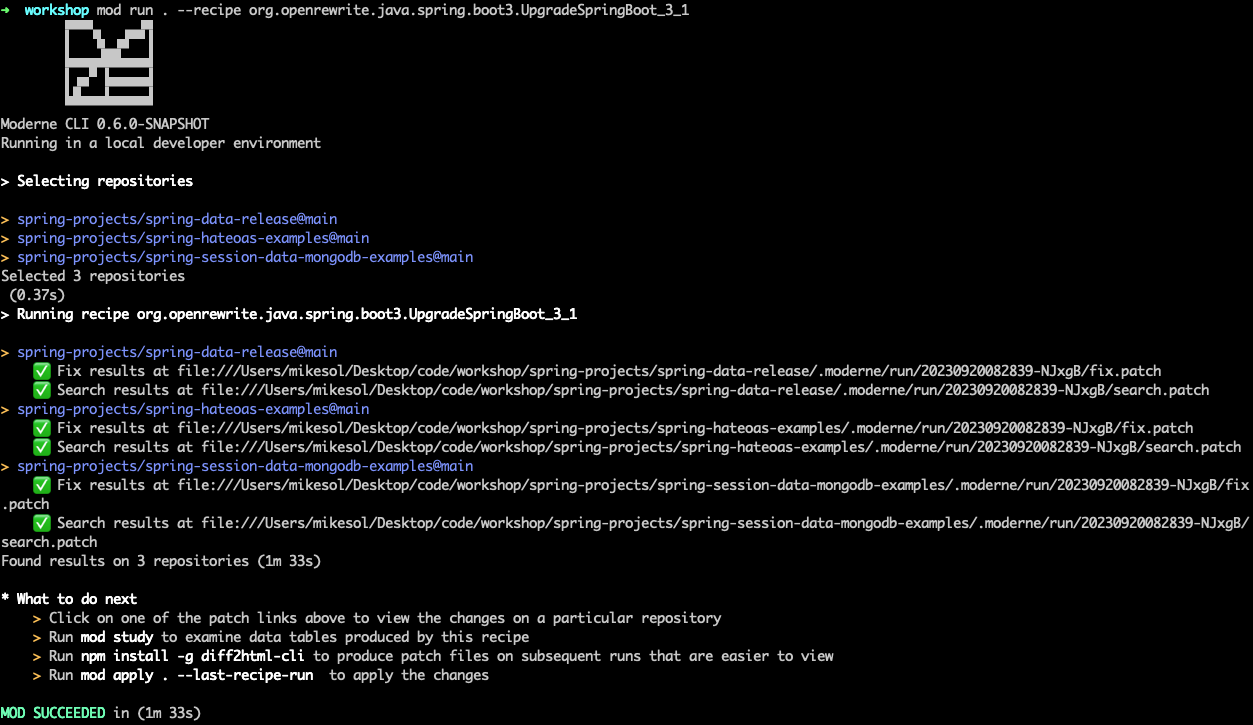 ➜ workshop mod run . --recipe org.openrewrite.java.spring.boot3.UpgradeSpringBoot_3_1
Moderne CLI 0.6.0-SNAPSHOT
Running in a local developer environment
> Selecting repositories
> spring-projects/spring-data-release@main
> spring-projects/spring-hateoas-examples@main
> spring-projects/spring-session-data-mongodb-examples@main
Selected 3 repositories
(0.37s)
> Running recipe org.openrewrite.java.spring.boot3.UpgradeSpringBoot_3_1
> spring-projects/spring-data-release@main
✅ Fix results at file:///Users/mikesol/Desktop/code/workshop/spring-projects/spring-data-release/.moderne/run/20230920082839-NJxgB/fix.patch
✅ Search results at file:///Users/mikesol/Desktop/code/workshop/spring-projects/spring-data-release/.moderne/run/20230920082839-NJxgB/search.patch
> spring-projects/spring-hateoas-examples@main
✅ Fix results at file:///Users/mikesol/Desktop/code/workshop/spring-projects/spring-hateoas-examples/.moderne/run/20230920082839-NJxgB/fix.patch
✅ Search results at file:///Users/mikesol/Desktop/code/workshop/spring-projects/spring-hateoas-examples/.moderne/run/20230920082839-NJxgB/search.patch
> spring-projects/spring-session-data-mongodb-examples@main
✅ Fix results at file:///Users/mikesol/Desktop/code/workshop/spring-projects/spring-session-data-mongodb-examples/.moderne/run/20230920082839-NJxgB/fix
.patch
✅ Search results at file:///Users/mikesol/Desktop/code/workshop/spring-projects/spring-session-data-mongodb-examples/.moderne/run/20230920082839-NJxgB/
search.patch
Found results on 3 repositories (1m 33s)
* What to do next
> Click on one of the patch links above to view the changes on a particular repository
> Run mod study to examine data tables produced by this recipe
> Run npm install -g diff2html-cli to produce patch files on subsequent runs that are easier to view
> Run mod apply . --last-recipe-run  to apply the changes
MOD SUCCEEDED in (1m 33s)